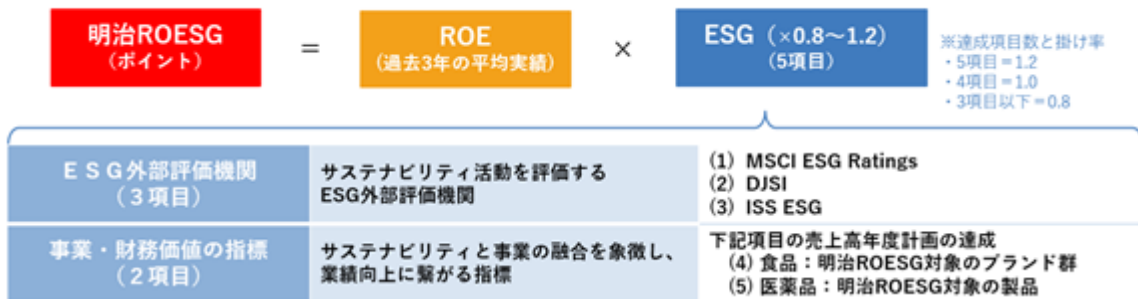 明治ROESG
(ポイント)
=
ROE
(過去3年の平均実績)
×
ESG (×0.8~1.2)
(5項目)
※達成項目数と掛け率
・5項目＝1.2
・4項目＝1.0
・3項目以下＝0.8
ＥＳＧ外部評価機関
(３項目)
サステナビリティ活動を評価する
ESG外部評価機関
(1) MSCI ESG Ratings
(2) DJSI
(3) ISS ESG
事業・財務価値の指標
(２項目)
サステナビリティと事業の融合を象徴し、
業績向上に繋がる指標
下記項目の売上高年度計画の達成
(4) 食品：明治ROESG対象のブランド群
(5) 医薬品：明治ROESG対象の製品